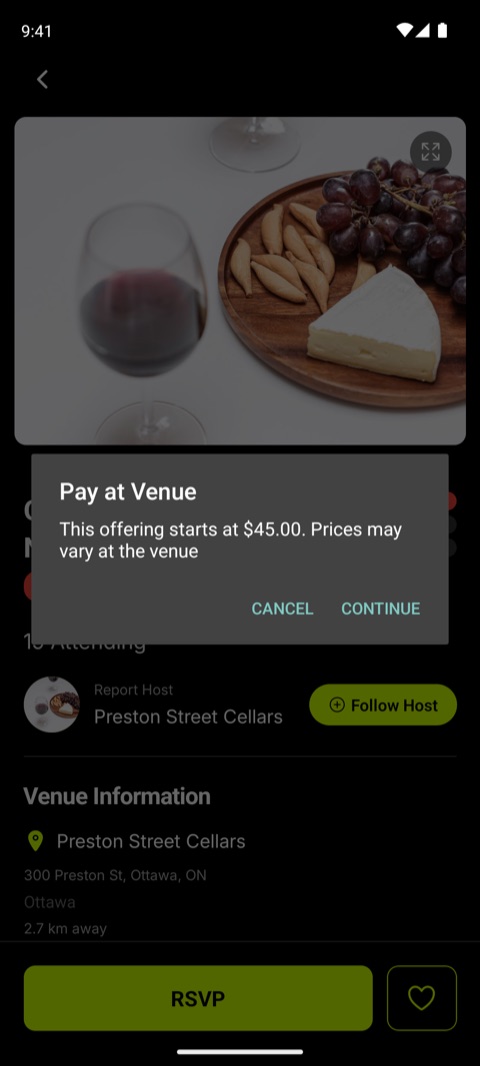 9:41
Pay at Venue
This offering starts at $45.00. Prices may
vary at the venue
CANCEL CONTINUE
Attending
Report Host
Preston Street Cellars
Follow Host
Venue Information
Preston Street Cellars
300 Preston St, Ottawa, ON
Ottawa
2.7 km away
RSVP